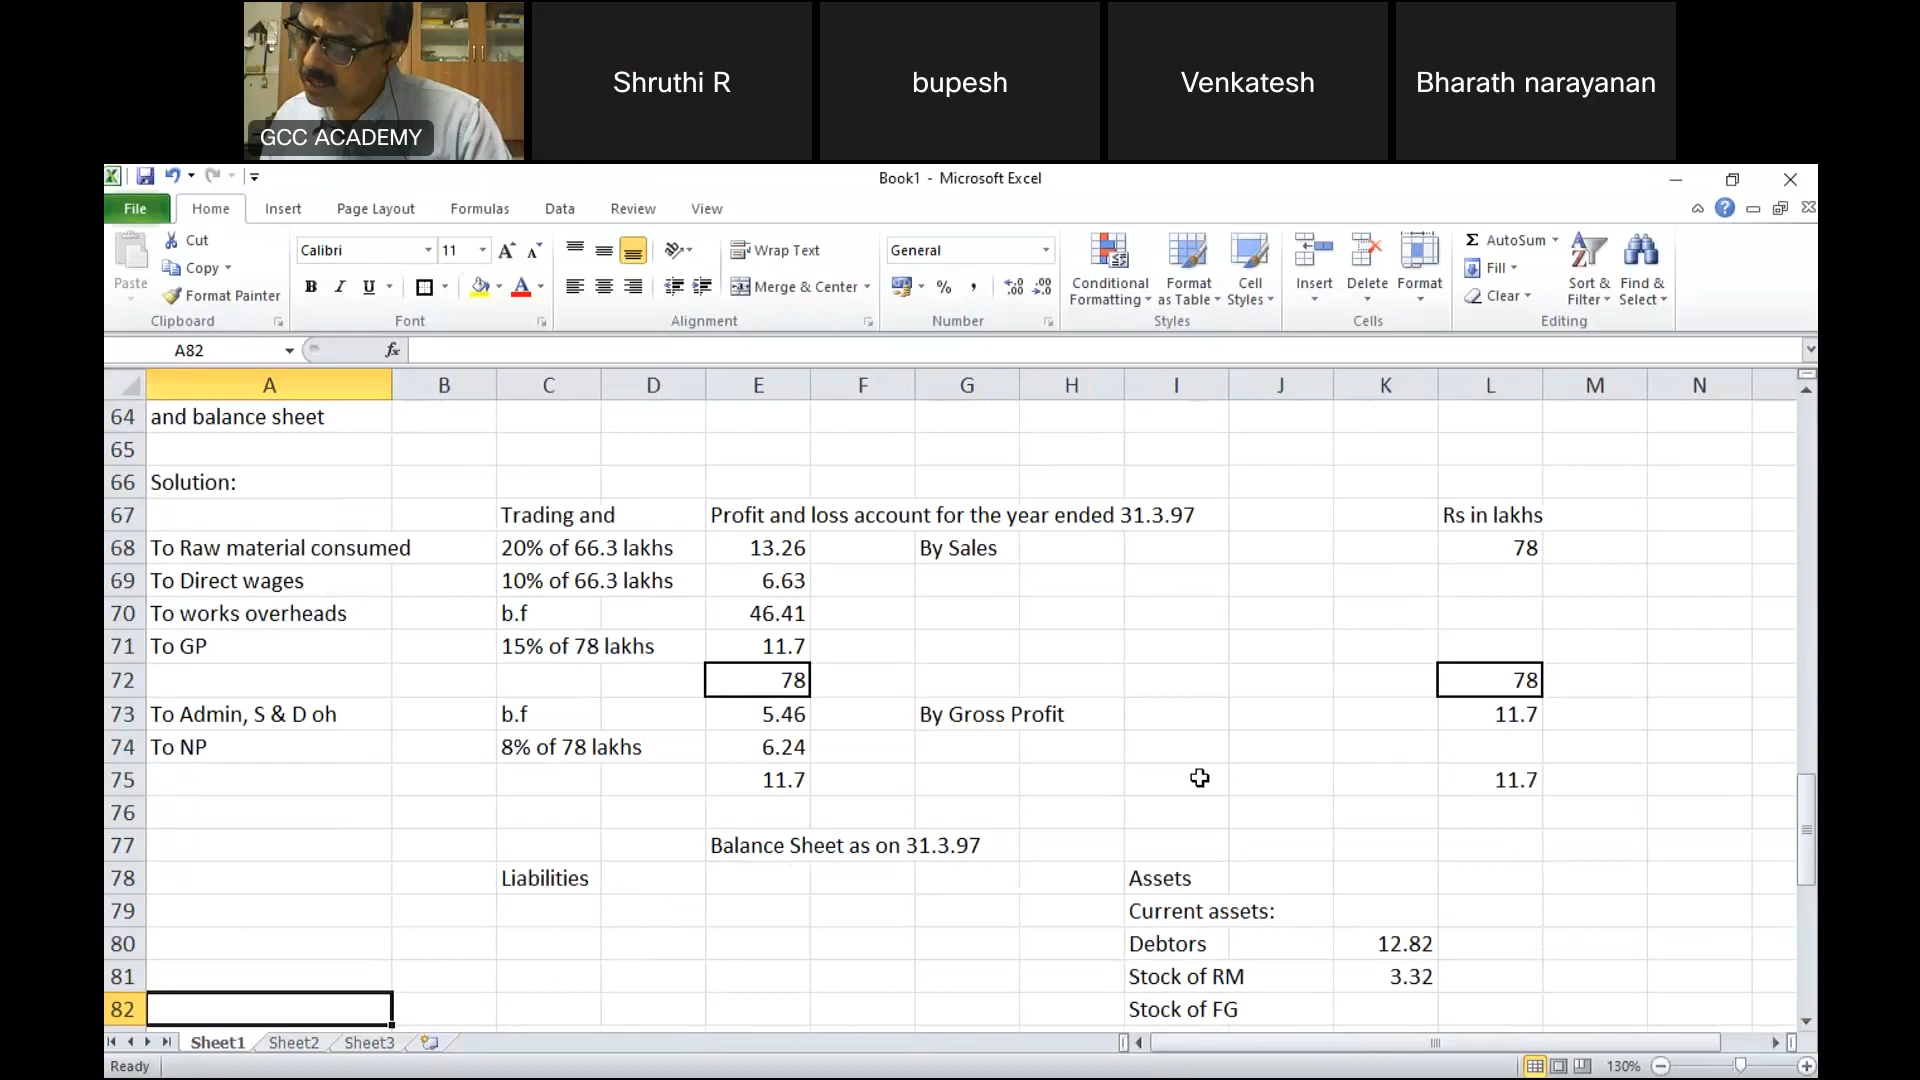 GCC ACADEMY
Shruthi R
bupesh
Venkatesh
Bharath narayanan
Book1 - Microsoft Excel
File Home Insert Page Layout Formulas Data Review View
Paste
Cut
Copy
Format Painter
Clipboard
Calibri 11
B I U
Font
Wrap Text
Merge & Center
Alignment
General
Number
Conditional Formatting
Format as Table
Cell Styles
Styles
Insert
Delete
Format
Cells
AutoSum
Fill
Clear
Sort & Filter
Find & Select
Editing
A82
A B C D E F G H I J K L M N
64 and balance sheet
65
66 Solution:
67 Trading and Profit and loss account for the year ended 31.3.97 Rs in lakhs
68 To Raw material consumed 20% of 66.3 lakhs 13.26 By Sales 78
69 To Direct wages 10% of 66.3 lakhs 6.63
70 To works overheads b.f 46.41
71 To GP 15% of 78 lakhs 11.7
72 78 78
73 To Admin, S & D oh b.f 5.46 By Gross Profit 11.7
74 To NP 8% of 78 lakhs 6.24
75 11.7 11.7
76
77 Balance Sheet as on 31.3.97
78 Liabilities Assets
79 Current assets:
80 Debtors 12.82
81 Stock of RM 3.32
82 Stock of FG
Sheet1 Sheet2 Sheet3
Ready 130%